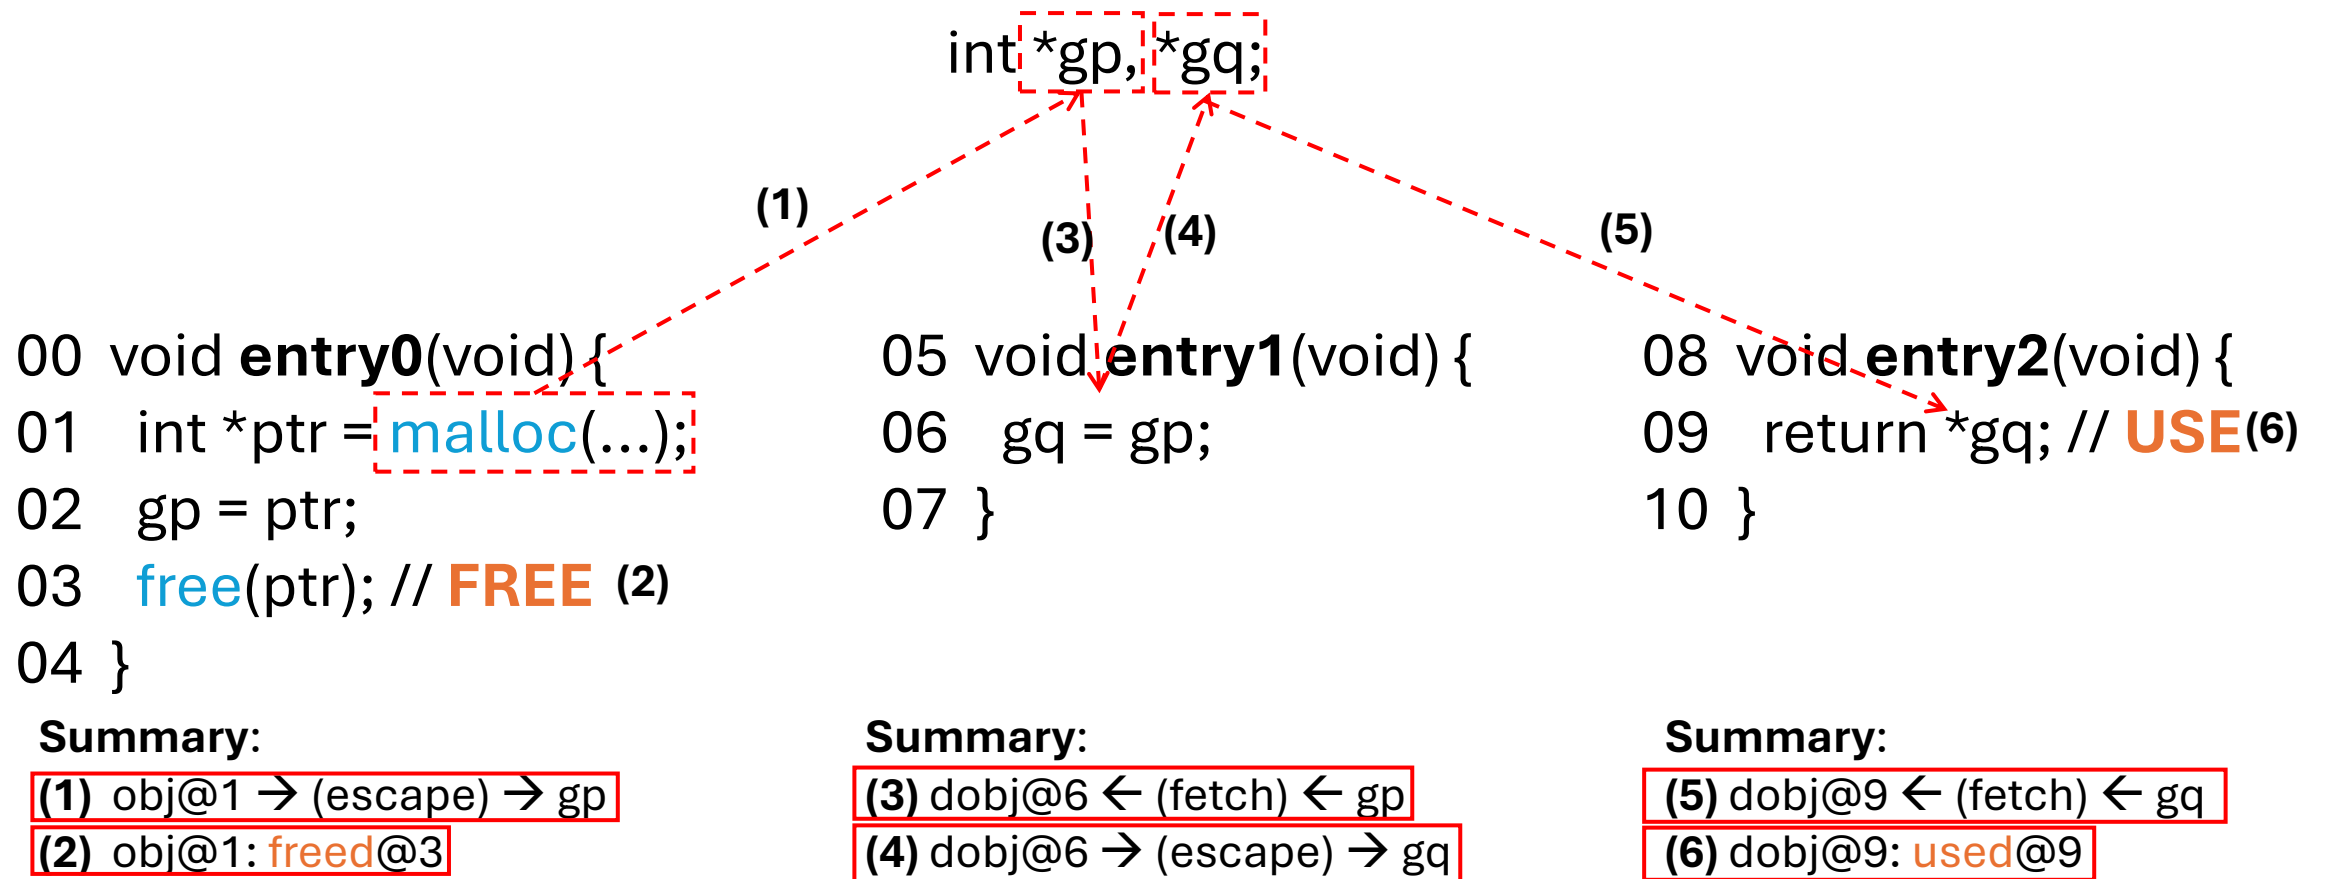 int *gp, *gq;
(1)
(3)
(4)
(5)
00 void entry0(void) {
01 int *ptr = malloc(...);
02 gp = ptr;
03 free(ptr); // FREE (2)
04 }
05 void entry1(void) {
06 gq = gp;
07 }
08 void entry2(void) {
09 return *gq; // USE(6)
10 }
Summary:
(1) obj@1 → (escape) → gp
(2) obj@1: freed@3
Summary:
(3) dobj@6 ← (fetch) ← gp
(4) dobj@6 → (escape) → gq
Summary:
(5) dobj@9 ← (fetch) ← gq
(6) dobj@9: used@9